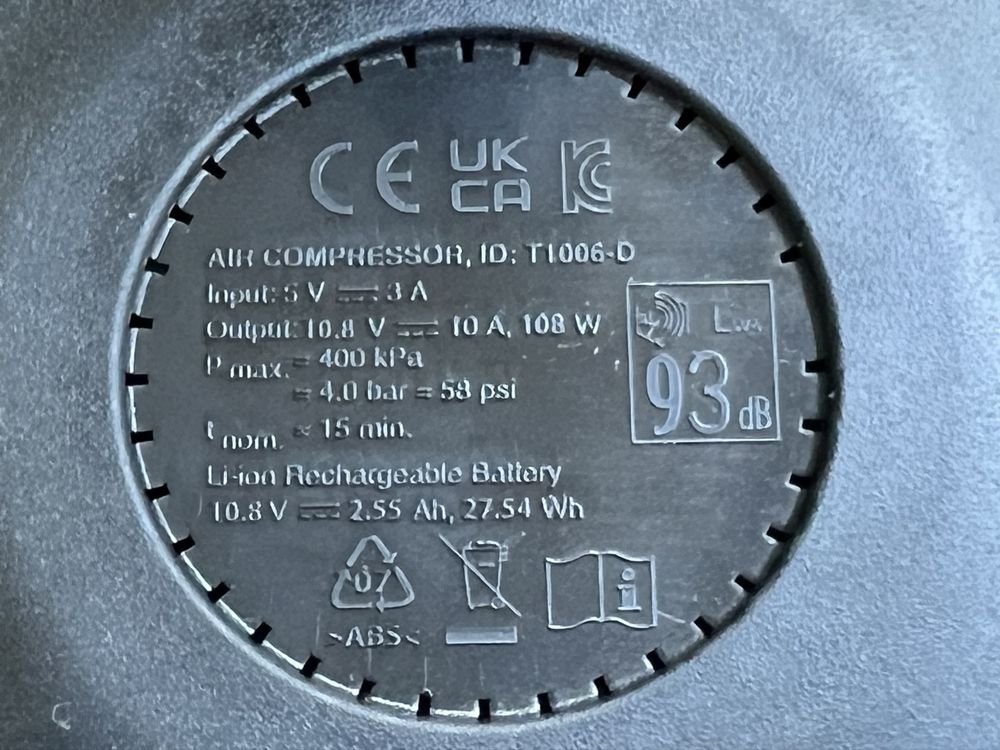 CE UK CA KC
AIR COMPRESSOR, ID: T1006-D
Input: 5 V ⎓ 3 A
Output: 10.8 V ⎓ 10 A, 108 W
P max. = 400 kPa
= 4.0 bar = 58 psi
t nom. = 15 min.
Li-ion Rechargeable Battery
10.8 V ⎓ 2.55 Ah, 27.54 Wh
93 dB
07
>ABS<
i